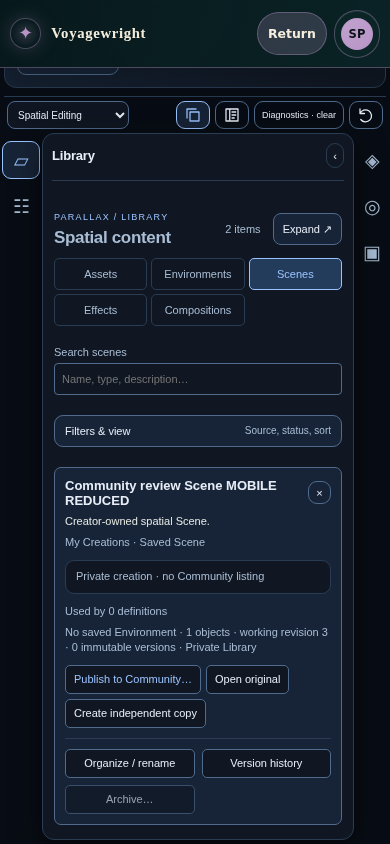 Voyagewright
Return
SP
Spatial Editing
Diagnostics · clear
Library
PARALLAX / LIBRARY
Spatial content
2 items
Expand ↗
Assets
Environments
Scenes
Effects
Compositions
Search scenes
Name, type, description…
Filters & view
Source, status, sort
Community review Scene MOBILE
REDUCED
×
Creator-owned spatial Scene.
My Creations · Saved Scene
Private creation · no Community listing
Used by 0 definitions
No saved Environment · 1 objects · working revision 3
· 0 immutable versions · Private Library
Publish to Community…
Open original
Create independent copy
Organize / rename
Version history
Archive…